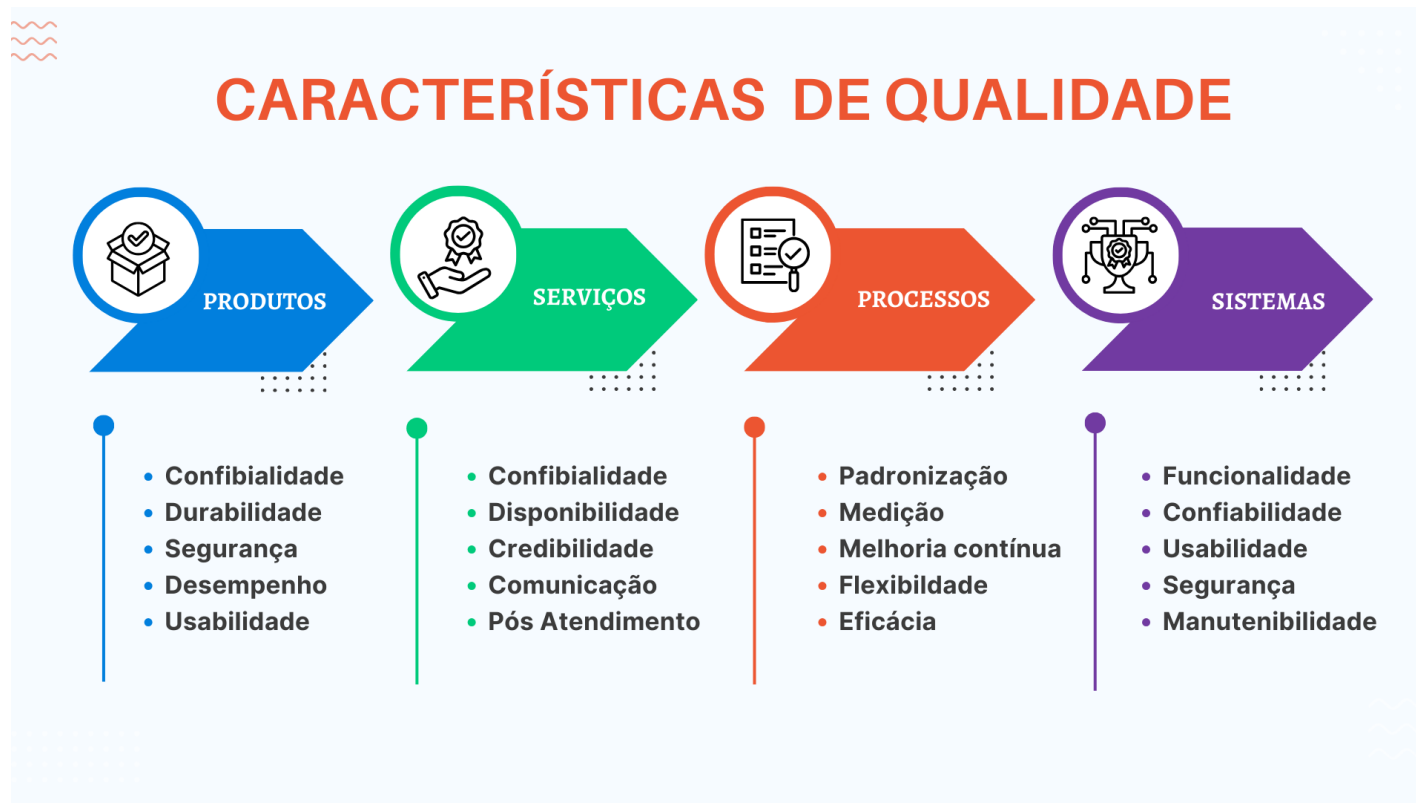 CARACTERÍSTICAS DE QUALIDADE
PRODUTOS
Confibialidade
Durabilidade
Segurança
Desempenho
Usabilidade
SERVIÇOS
Confibialidade
Disponibilidade
Credibilidade
Comunicação
Pós Atendimento
PROCESSOS
Padronização
Medição
Melhoria contínua
Flexibildade
Eficácia
SISTEMAS
Funcionalidade
Confiabilidade
Usabilidade
Segurança
Manutenibilidade